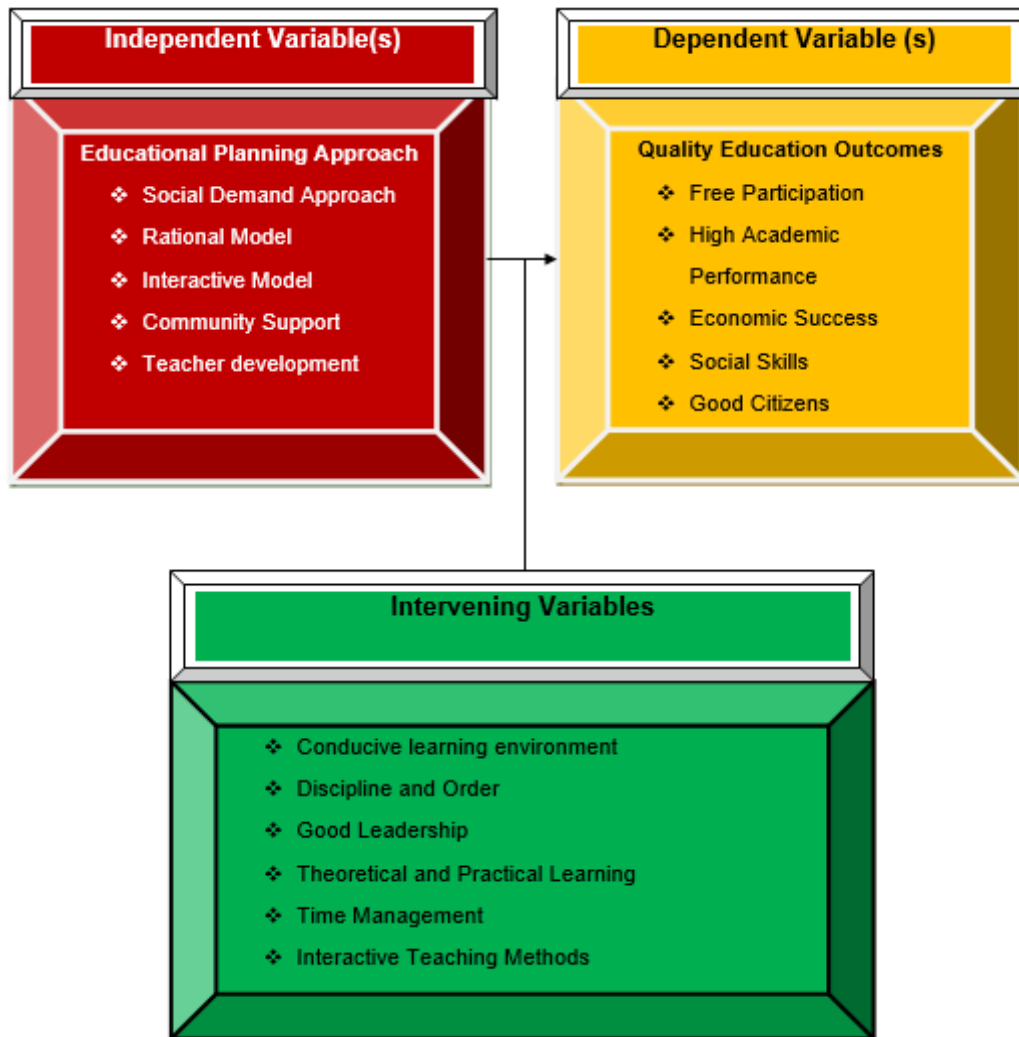 Independent Variable(s)
Educational Planning Approach
❖ Social Demand Approach
❖ Rational Model
❖ Interactive Model
❖ Community Support
❖ Teacher development
Dependent Variable (s)
Quality Education Outcomes
❖ Free Participation
❖ High Academic
Performance
❖ Economic Success
❖ Social Skills
❖ Good Citizens
Intervening Variables
❖ Conducive learning environment
❖ Discipline and Order
❖ Good Leadership
❖ Theoretical and Practical Learning
❖ Time Management
❖ Interactive Teaching Methods